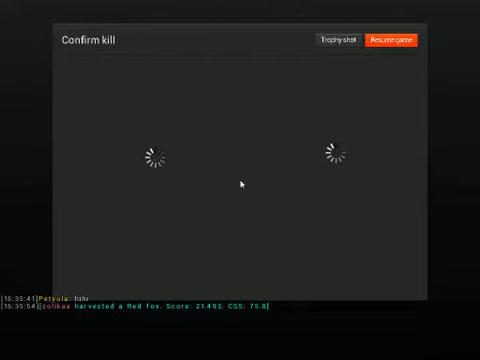 Confirm kill
Trophy shot
Resume game
[16:35:41]Petyula: hihi
[16:35:54][zolikaa harvested a Red fox. Score: 21.493. CSS: 75.8]